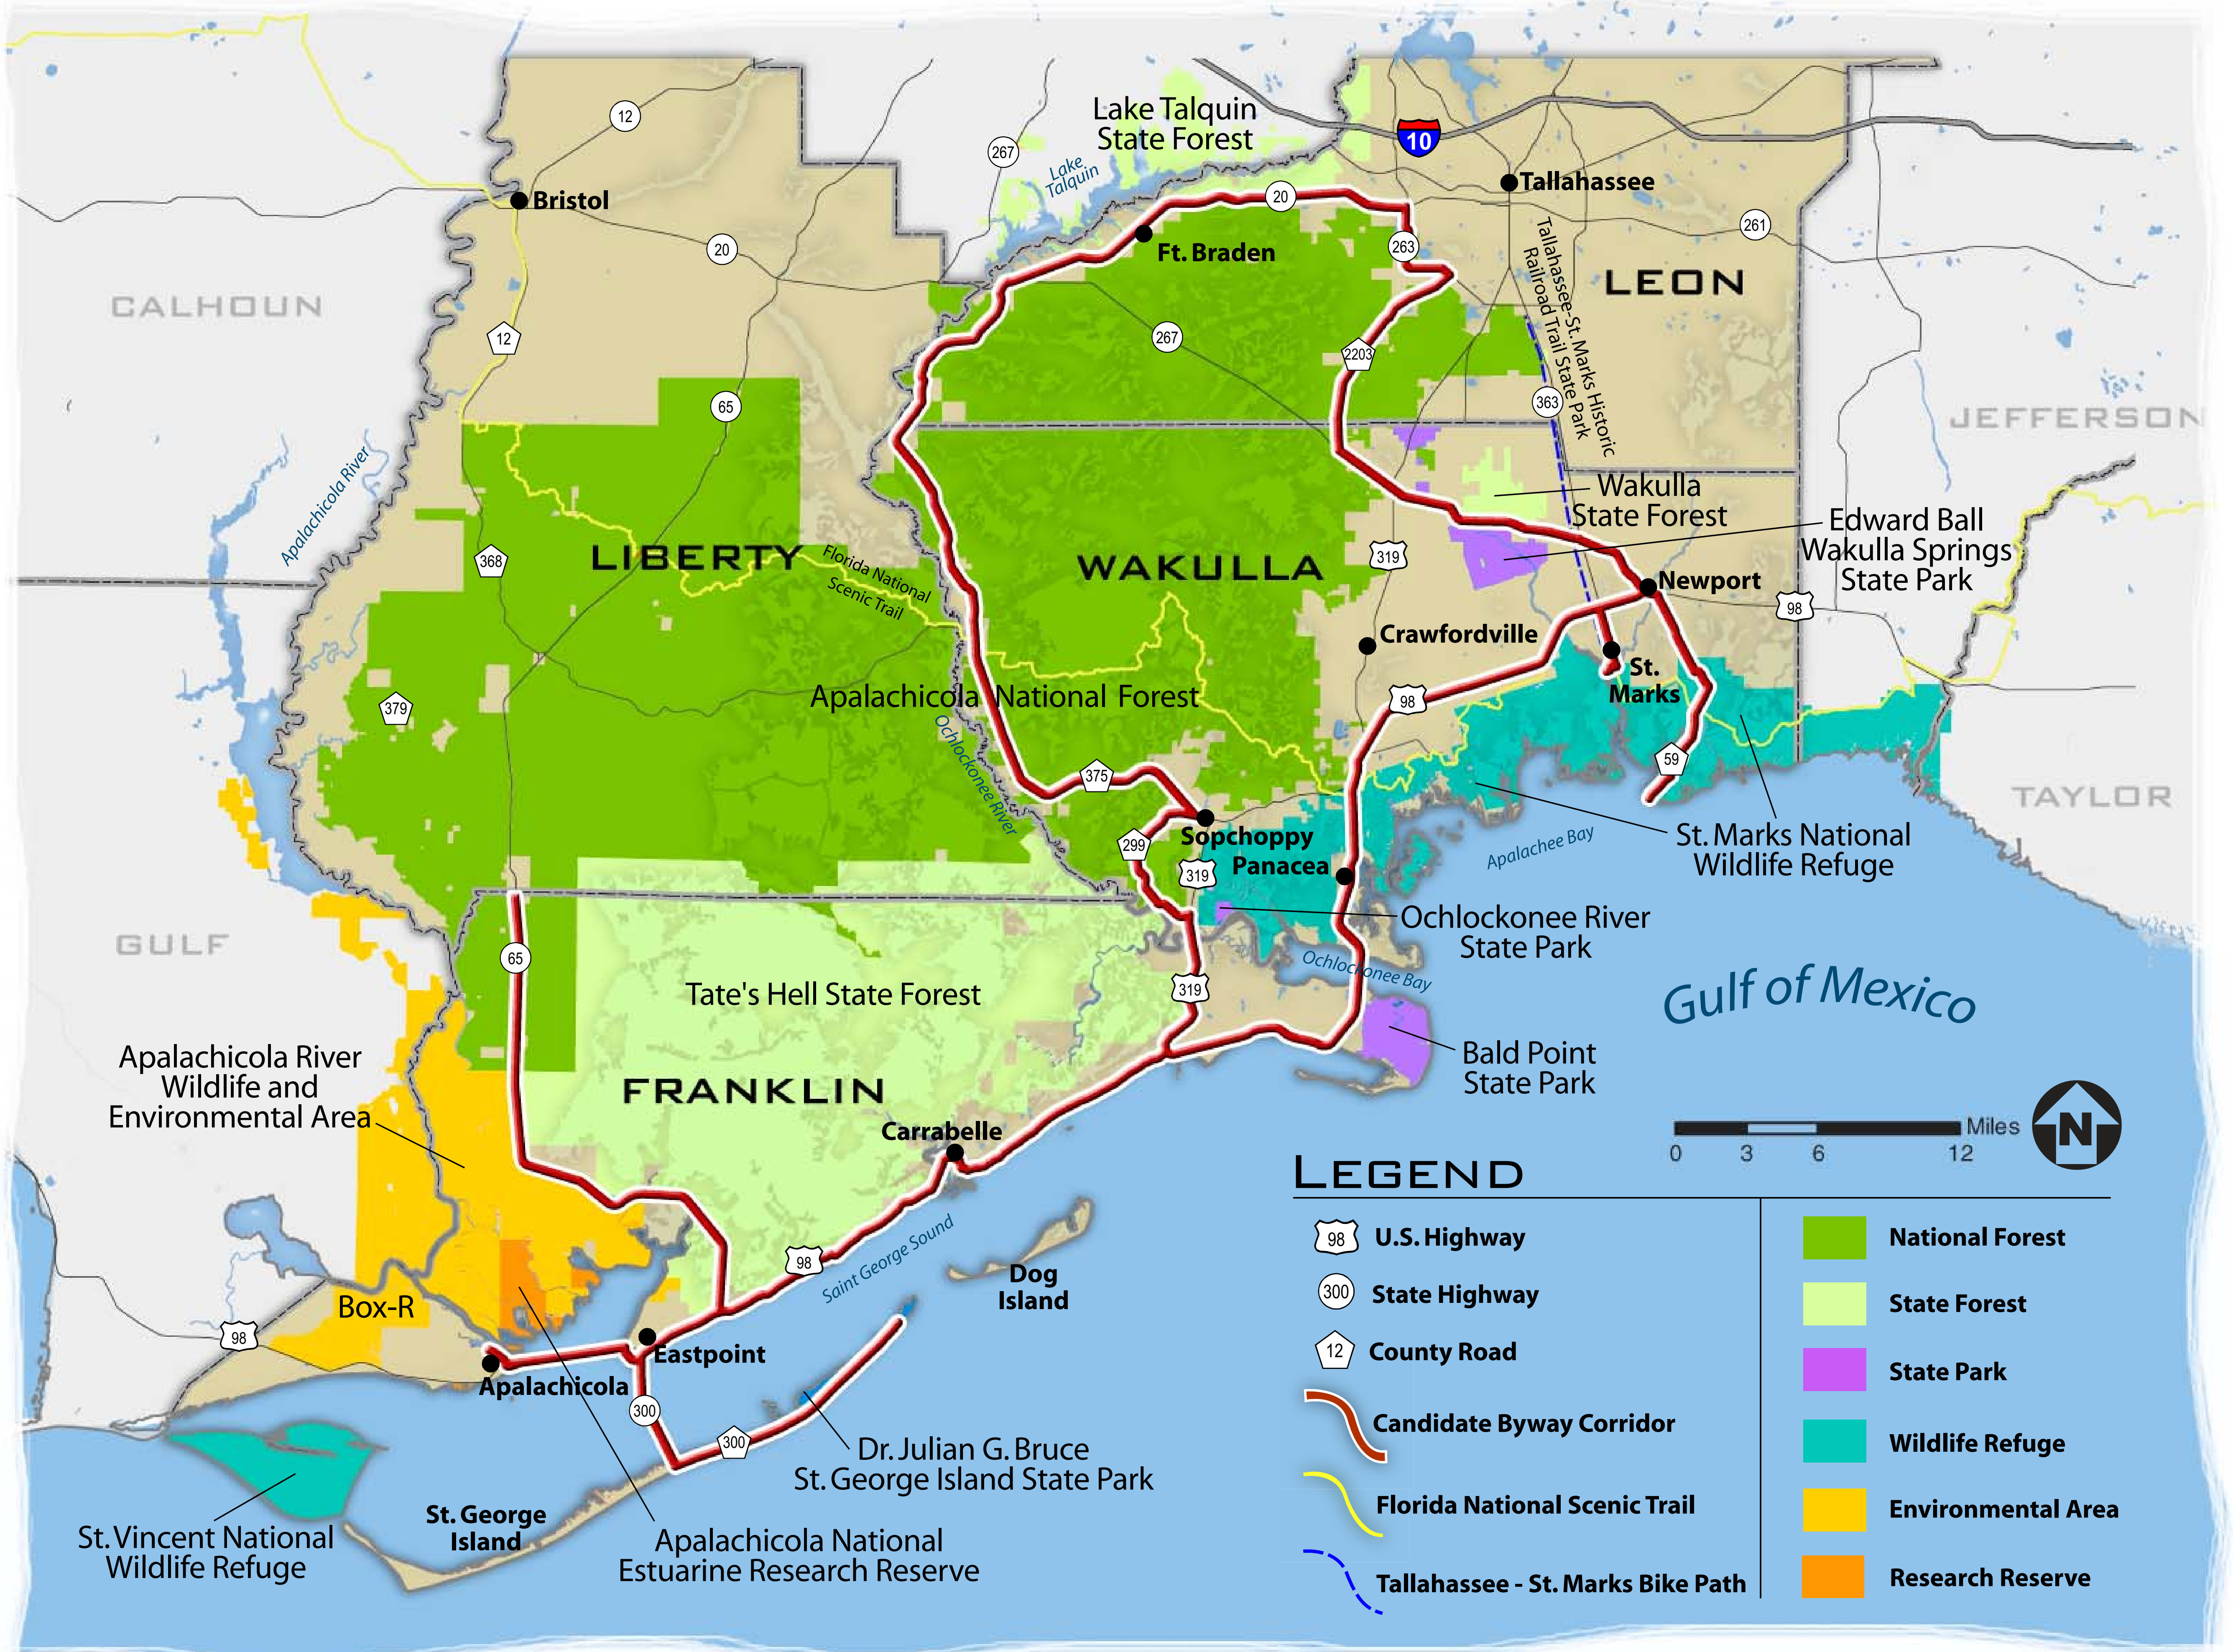 Lake Talquin
State Forest
12
267
Lake
Talquin
10
Bristol
Tallahassee
20
20
Ft. Braden
263
261
Tallahassee-St. Marks Historic
Railroad Trail State Park
LEON
CALHOUN
12
267
2203
65
363
JEFFERSON
Apalachicola River
Wakulla
State Forest
Edward Ball
Wakulla Springs
State Park
368
LIBERTY
Florida National
Scenic Trail
WAKULLA
319
Newport
98
Crawfordville
St.
Marks
379
Apalachicola National Forest
98
Ochlockonee River
375
59
TAYLOR
Sopchoppy
299
319
Panacea
Apalachee Bay
St. Marks National
Wildlife Refuge
Ochlockonee River
State Park
GULF
65
Tate's Hell State Forest
319
Ochlockonee Bay
Gulf of Mexico
Bald Point
State Park
Apalachicola River
Wildlife and
Environmental Area
FRANKLIN
Carrabelle
Miles
0 3 6 12
N
98
Saint George Sound
Dog
Island
Box-R
98
Eastpoint
Apalachicola
300
300
Dr. Julian G. Bruce
St. George Island State Park
St. George
Island
St. Vincent National
Wildlife Refuge
Apalachicola National
Estuarine Research Reserve
LEGEND
98 U.S. Highway
300 State Highway
12 County Road
Candidate Byway Corridor
Florida National Scenic Trail
Tallahassee - St. Marks Bike Path
National Forest
State Forest
State Park
Wildlife Refuge
Environmental Area
Research Reserve